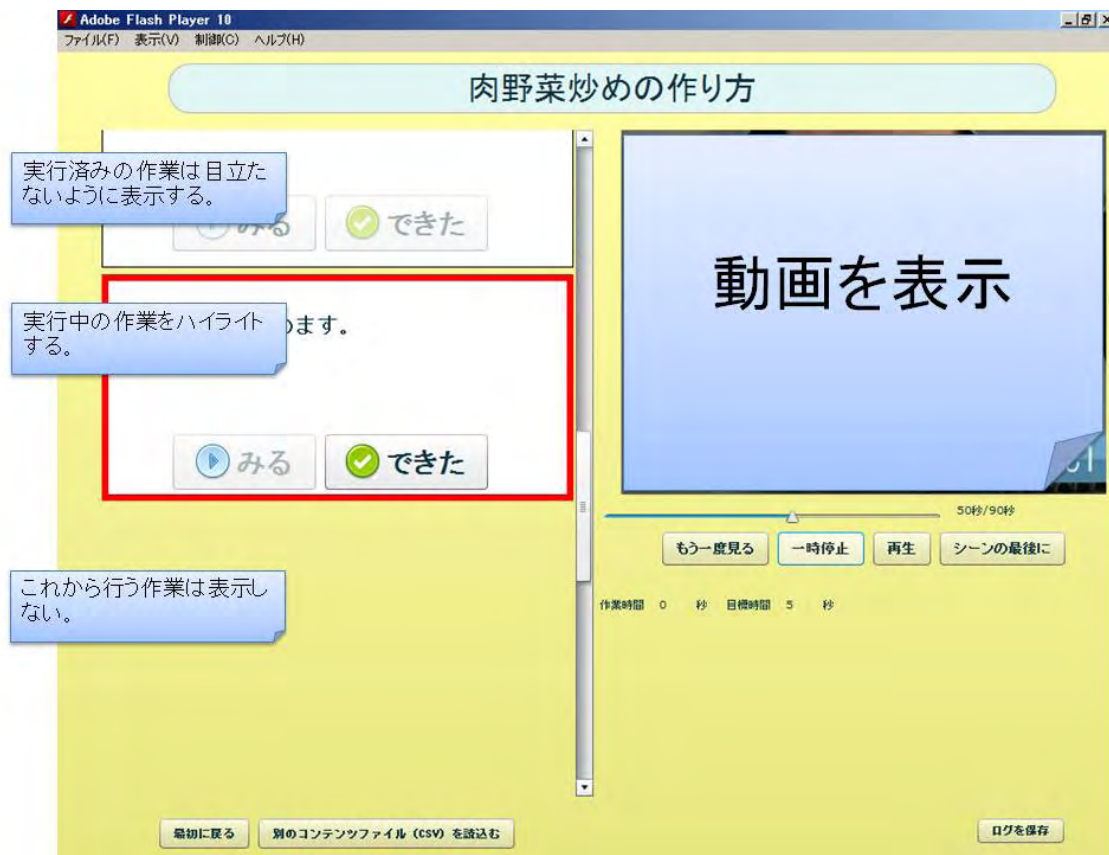 Adobe Flash Player 10
ファイル(F) 表示(V) 制御(C) ヘルプ(H)
肉野菜炒めの作り方
実行済みの作業は目立た
ないように表示する。
みる できた
実行中の作業をハイライト
する。
ます。
みる できた
これから行う作業は表示し
ない。
動画を表示
50秒/90秒
もう一度見る 一時停止 再生 シーンの最後に
作業時間 0 秒 目標時間 5 秒
最初に戻る 別のコンテンツファイル (CSV) を読込む ログを保存